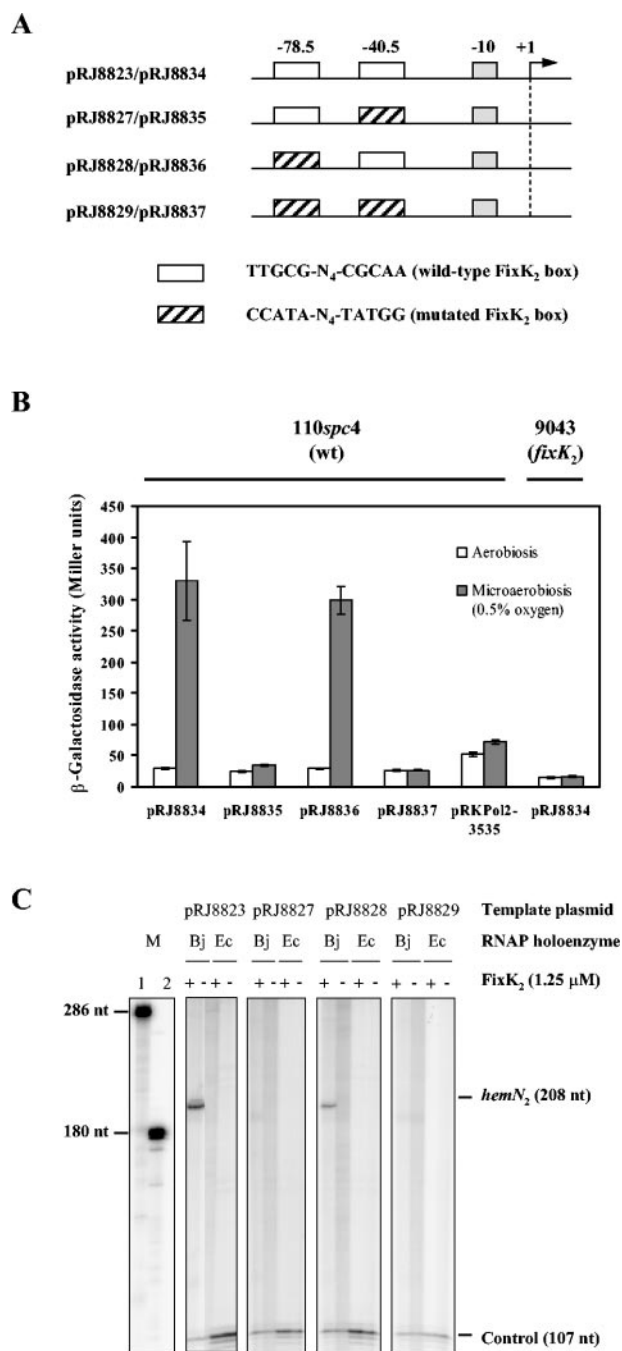 A
-78.5 -40.5 -10 +1
pRJ8823/pRJ8834
pRJ8827/pRJ8835
pRJ8828/pRJ8836
pRJ8829/pRJ8837
TTGCG-N4-CGCAA (wild-type FixK2 box)
CCATA-N4-TATGG (mutated FixK2 box)
B
110spc4 9043
(wt) (fixK2)
β-Galactosidase activity (Miller units)
450
400
350
300
250
200
150
100
50
0
Aerobiosis
Microaerobiosis
(0.5% oxygen)
pRJ8834 pRJ8835 pRJ8836 pRJ8837 pRKPol2- pRJ8834
3535
C
pRJ8823 pRJ8827 pRJ8828 pRJ8829 Template plasmid
M Bj Ec Bj Ec Bj Ec Bj Ec RNAP holoenzyme
1 2 + - + - + - + - + - + - + - + - FixK2 (1.25 μM)
286 nt
hemN2 (208 nt)
180 nt
Control (107 nt)